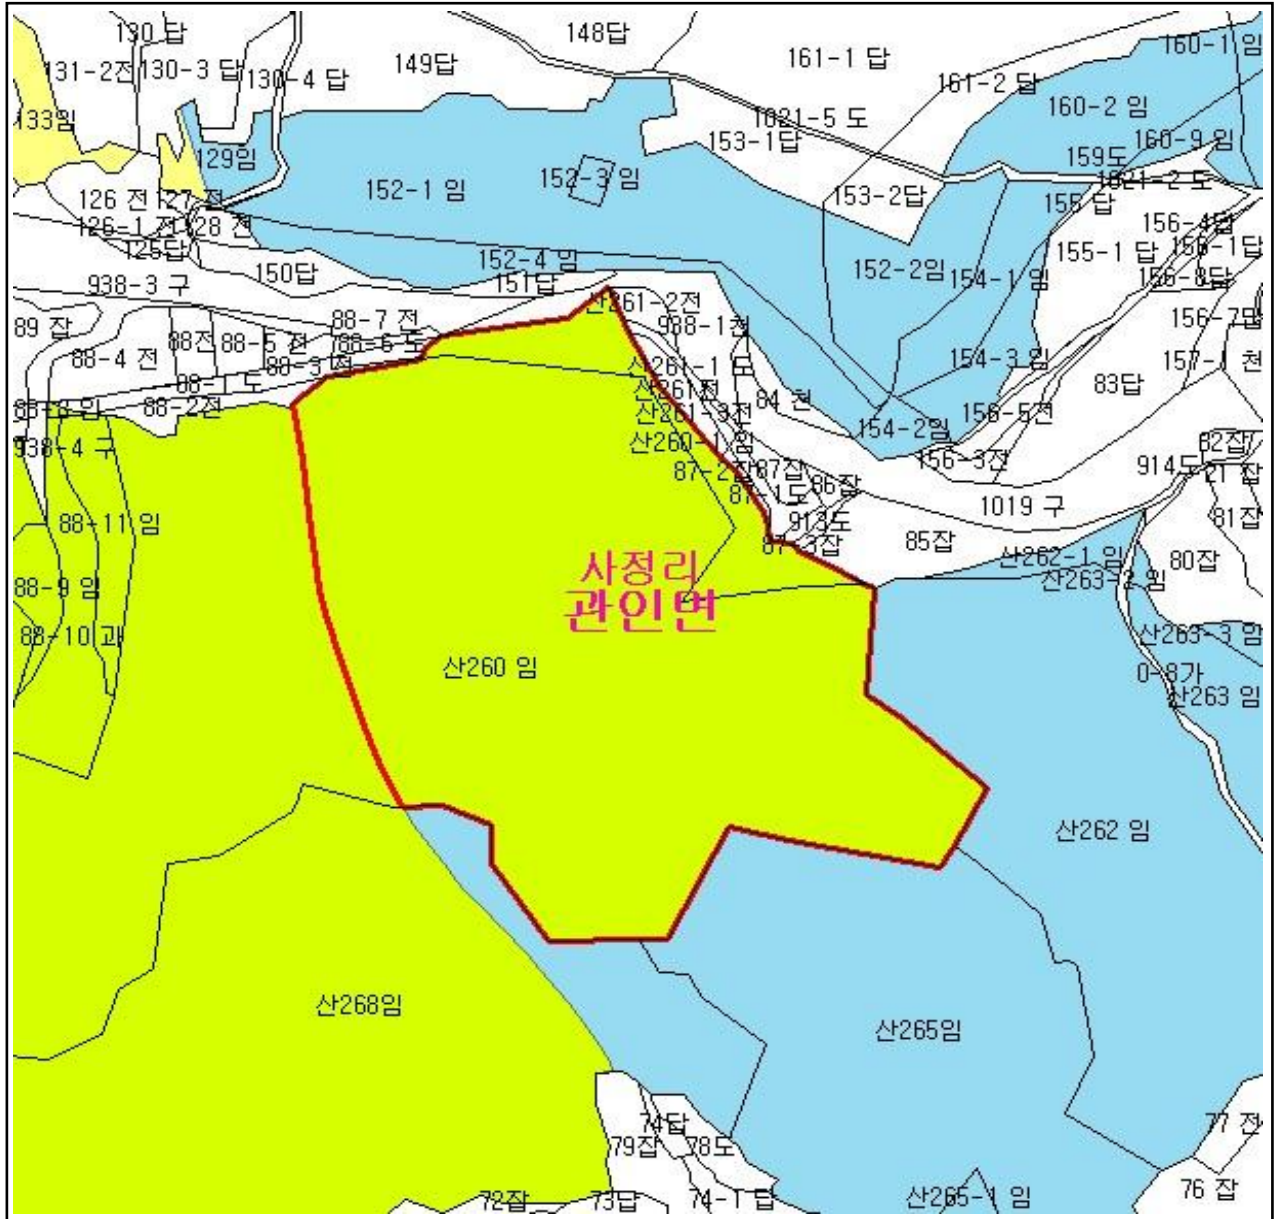 130 답
148답
131-2전
130-3 답
130-4 답
149답
161-1 답
160-1 임
161-2 답
160-2 임
133임
1021-5 도
129임
153-1답
160-9 임
159도
152-1 임
152-3 임
153-2답
1021-2 도
126 전
127 전
155 답
126-1 전
128 전
156-4답
125답
155-1 답
156-1답
150답
152-4 임
152-2임
154-1 임
156-8답
938-3 구
151답
산261-2전
89 잡
88-7 전
938-1천
156-7답
88-4 전
88전
88-5 전
88-6 도
88-3 전
산261-1 도
154-3 임
157-1 천
88-1 도
산261전
84 천
83답
88-8 임
88-2전
산261-3전
156-5전
938-4 구
산260-1 임
154-2임
82잡
87-2잡
87잡
156-3전
914도
21 잡
87-1도
86잡
1019 구
88-11 임
913도
81잡
87-3잡
85잡
산262-1 임
80잡
사정리
산263-2 임
88-9 임
관인면
88-10 과
산263-3 임
산260 임
0-8가
산263 임
산262 임
산268임
산265임
74답
77 전
79잡
78도
72잡
73답
74-1 답
산265-1 임
76 잡